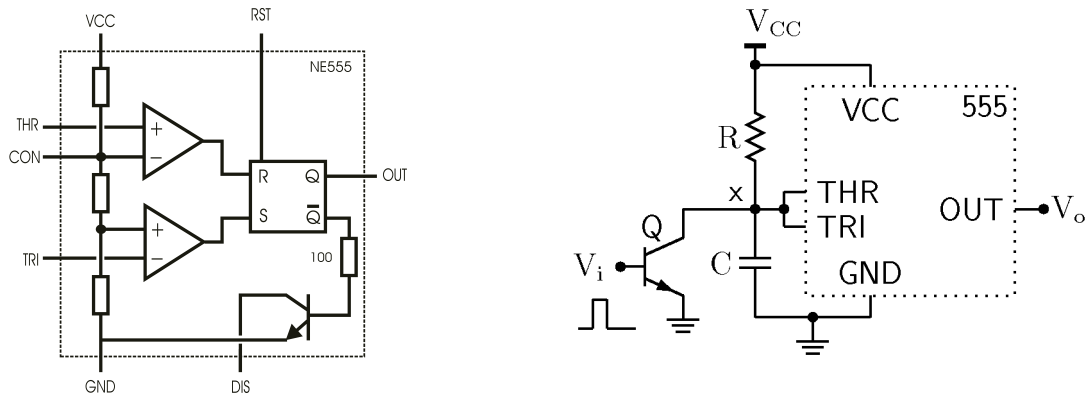 VCC
RST
NE555
THR
+
−
CON
R
Q
OUT
S
Q̅
+
TRI
−
100
GND
DIS
V_CC
VCC
555
R
x
THR
TRI
OUT
V_o
Q
V_i
C
GND